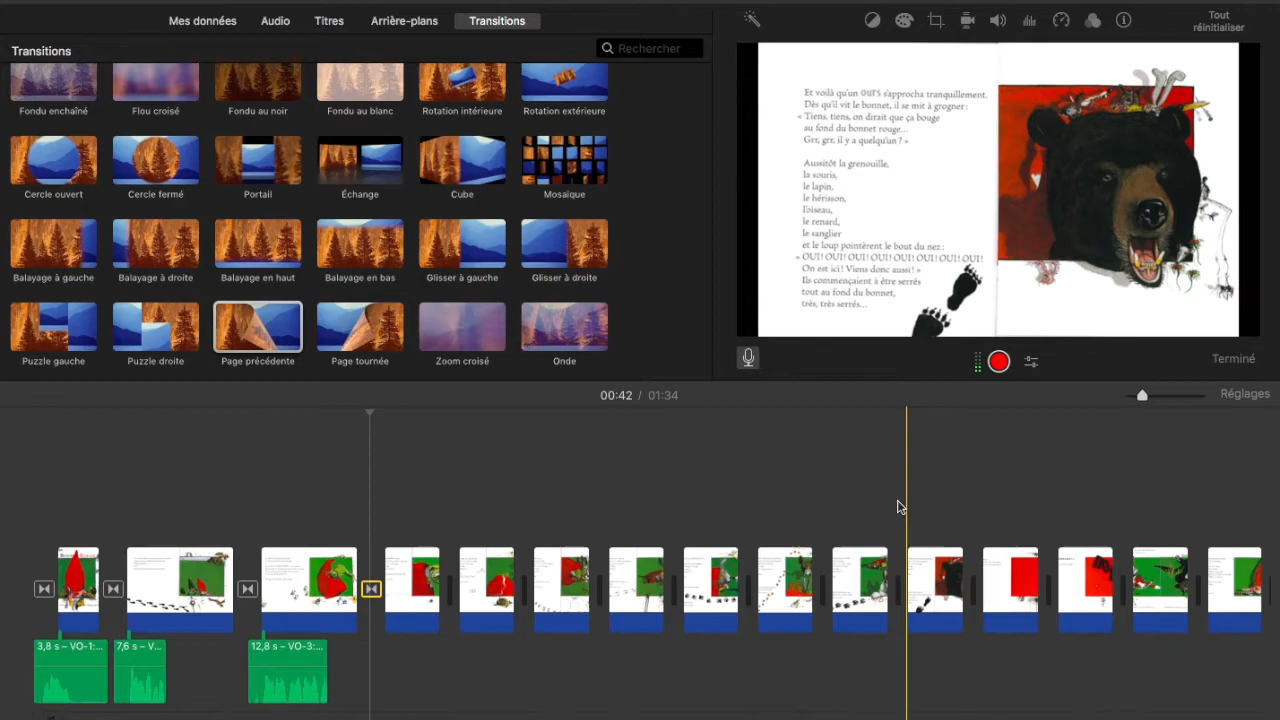 Mes données
Audio
Titres
Arrière-plans
Transitions
Transitions
Rechercher
Tout
réinitialiser
Fondu enchaîné
Flou croisé
Fondu au noir
Fondu au blanc
Rotation intérieure
Rotation extérieure
Cercle ouvert
Cercle fermé
Portail
Échange
Cube
Mosaïque
Balayage à gauche
Balayage à droite
Balayage en haut
Balayage en bas
Glisser à gauche
Glisser à droite
Puzzle gauche
Puzzle droite
Page précédente
Page tournée
Zoom croisé
Onde
Et voilà qu'un ours s'approcha tranquillement.
Dès qu'il vit le bonnet, il se mit à grogner :
« Tiens, tiens, on dirait que ça bouge
au fond du bonnet rouge...
Grr, grr, il y a quelqu'un ? »
Aussitôt la grenouille,
la souris,
le lapin,
le hérisson,
l'oiseau,
le renard,
le sanglier
et le loup pointèrent le bout du nez :
« OUI ! OUI ! OUI ! OUI ! OUI ! OUI ! OUI ! OUI !
On est ici ! Viens donc aussi ! »
Ils commençaient à être serrés
tout au fond du bonnet,
très, très serrés...
Terminé
00:42 / 01:34
Réglages
3,8 s – VO-1:...
7,6 s – V...
12,8 s – VO-3:...